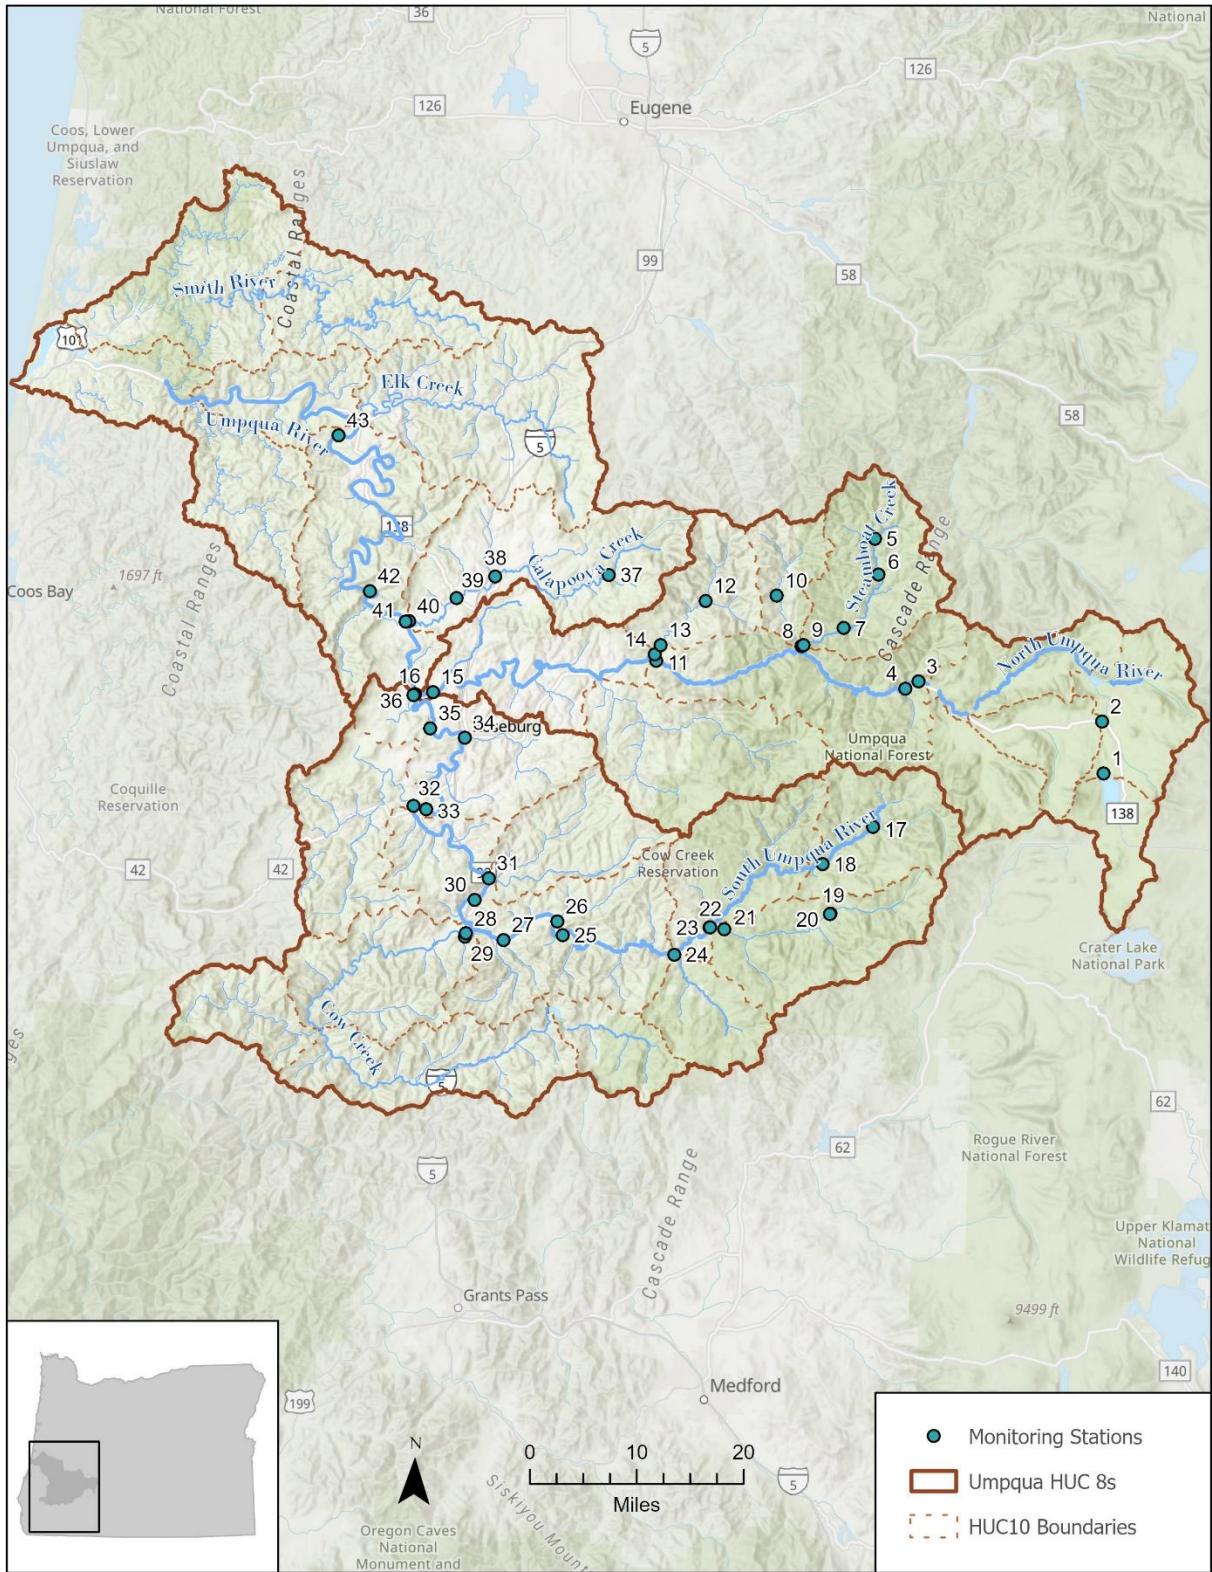 National Forest
36
National
5
126
Eugene
126
Coos, Lower
Umpqua, and
Siuslaw
Reservation
Coastal Ranges
99
58
Smith River
10
Elk Creek
58
Umpqua River
43
5
138
Steamboat Creek
5
Calapooya Creek
38
37
6
1697 ft
Coos Bay
42
39
12
10
Cascade Range
41
40
13
7
14
8
9
11
North Umpqua River
Coastal Ranges
16
15
4
3
36
35
34
2
Umpqua
National Forest
1
Coquille
Reservation
32
33
138
South Umpqua River
17
42
42
Cow Creek
Reservation
31
18
30
26
22
19
28
27
25
23
21
20
29
24
Crater Lake
National Park
Cow Creek
5
62
62
Rogue River
National Forest
5
Cascade Range
Upper Klamat
National
Wildlife Refug
Grants Pass
9499 ft
140
Medford
199
N
0 10 20
Miles
5
Siskiyou Mount
Oregon Caves
National
Monument and
Monitoring Stations
Umpqua HUC 8s
HUC10 Boundaries